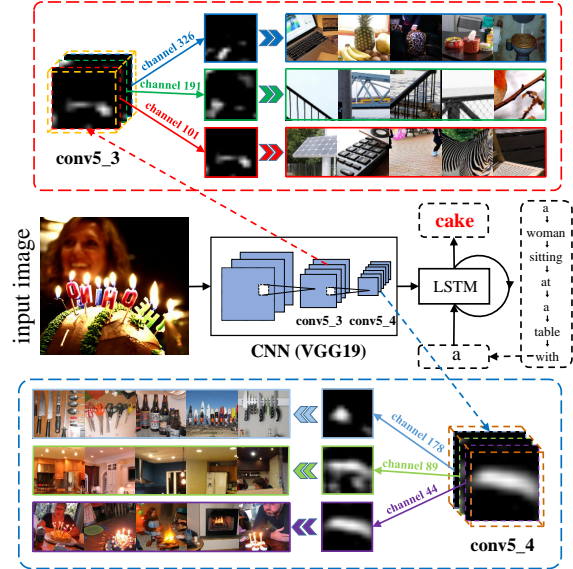 channel 326
channel 191
channel 101
conv5_3
input image
conv5_3
conv5_4
CNN (VGG19)
cake
LSTM
a
a
woman
sitting
at
a
table
with
channel 178
channel 89
channel 44
conv5_4